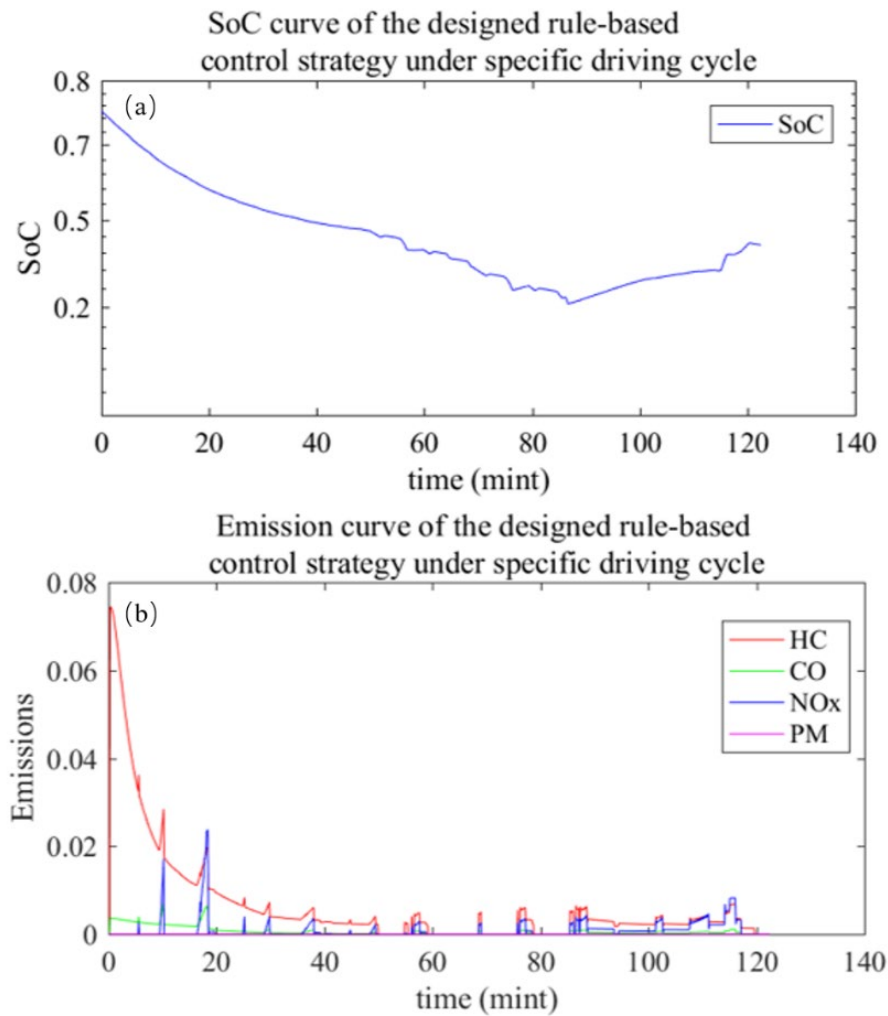 SoC curve of the designed rule-based
control strategy under specific driving cycle
(a)
SoC
0.8
0.7
0.5
0.2
SoC
0 20 40 60 80 100 120 140
time (mint)
Emission curve of the designed rule-based
control strategy under specific driving cycle
(b)
HC
CO
NOx
PM
0.08
0.06
0.04
0.02
0
Emissions
0 20 40 60 80 100 120 140
time (mint)